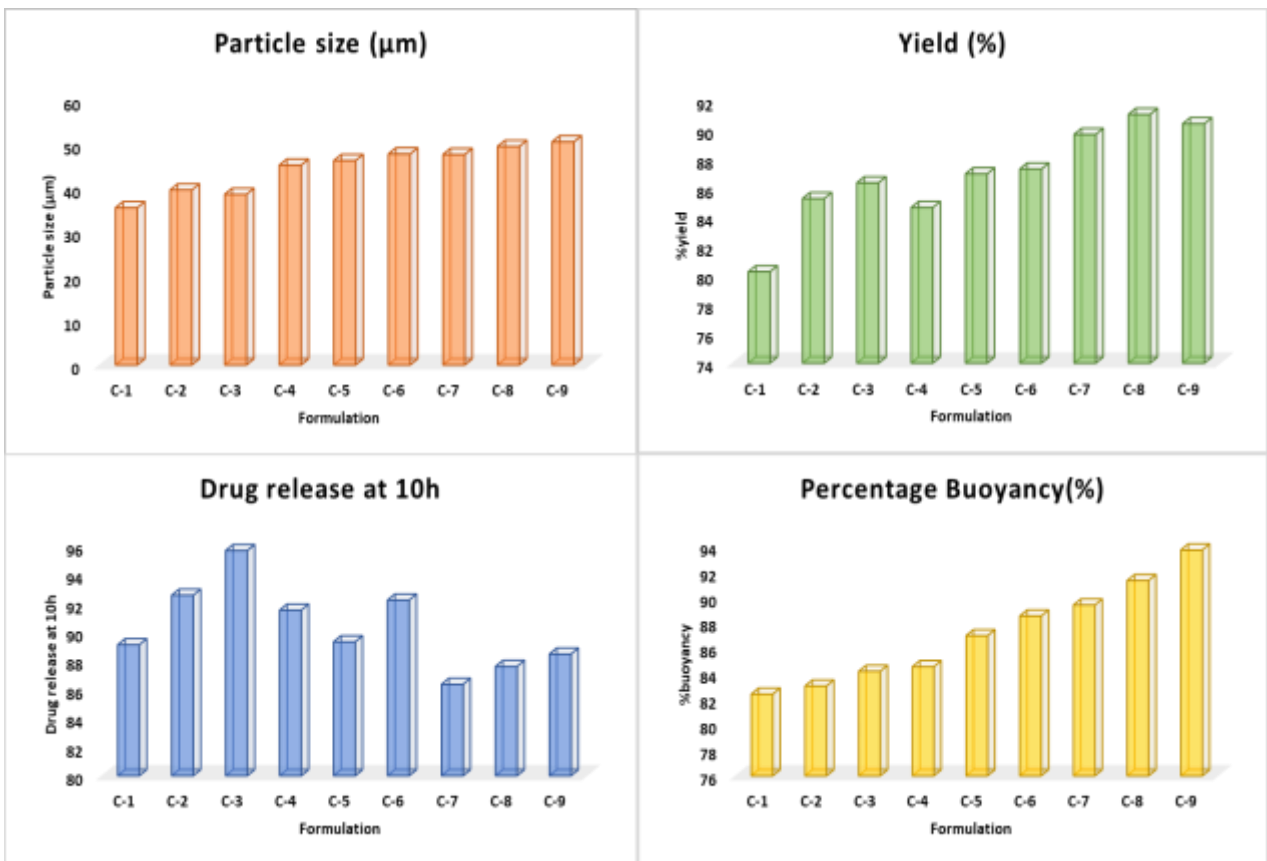 Particle size (µm)
Particle size (µm)
60
50
40
30
20
10
0
C-1 C-2 C-3 C-4 C-5 C-6 C-7 C-8 C-9
Formulation
Yield (%)
%yield
92
90
88
86
84
82
80
78
76
74
C-1 C-2 C-3 C-4 C-5 C-6 C-7 C-8 C-9
Formulation
Drug release at 10h
Drug release at 10h
96
94
92
90
88
86
84
82
80
C-1 C-2 C-3 C-4 C-5 C-6 C-7 C-8 C-9
Formulation
Percentage Buoyancy(%)
%buoyancy
94
92
90
88
86
84
82
80
78
76
C-1 C-2 C-3 C-4 C-5 C-6 C-7 C-8 C-9
Formulation